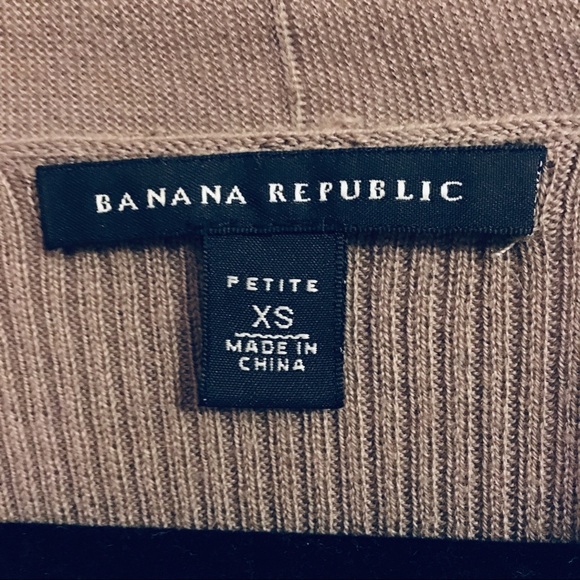 BANANA REPUBLIC
PETITE
XS
MADE IN
CHINA